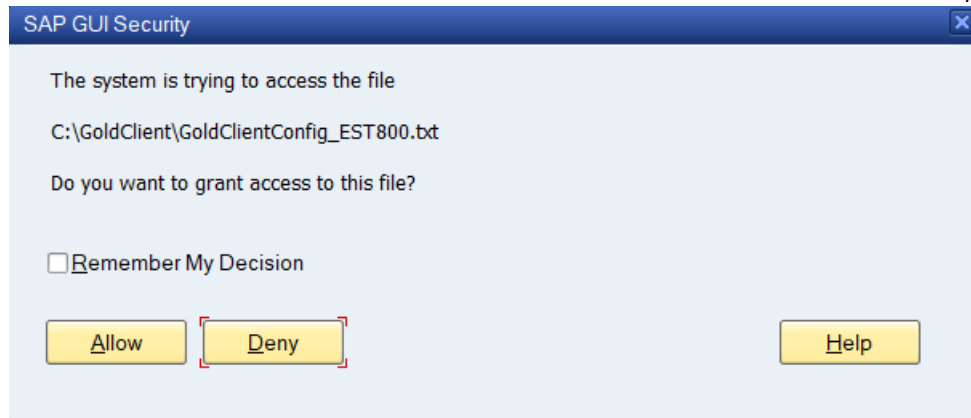 SAP GUI Security
The system is trying to access the file
C:\GoldClient\GoldClientConfig_EST800.txt
Do you want to grant access to this file?
Remember My Decision
Allow Deny Help